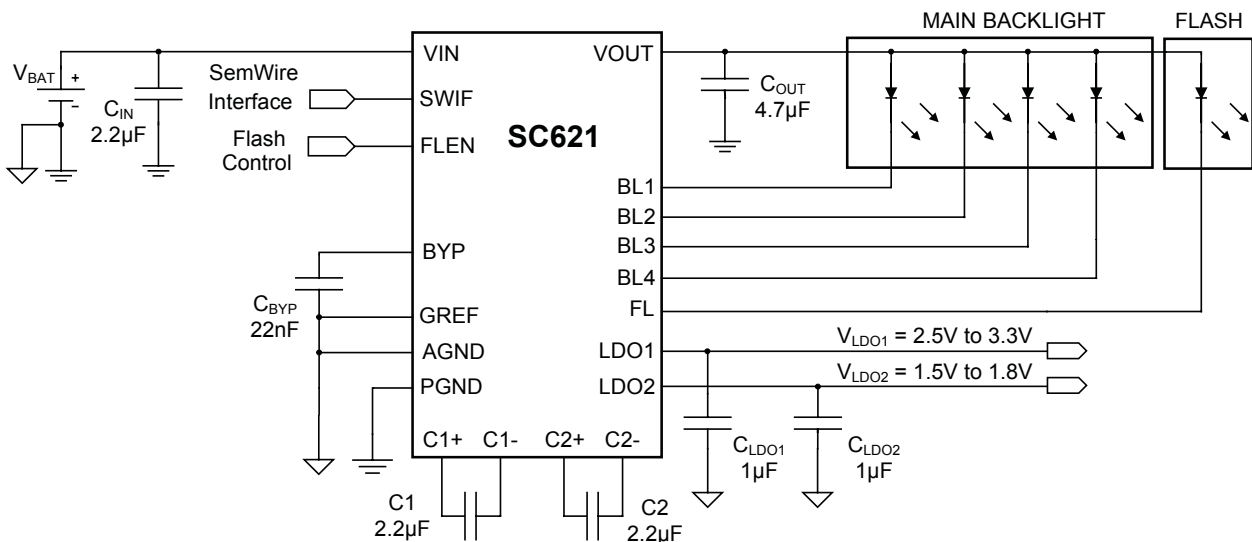 MAIN BACKLIGHT
FLASH
VBAT
+
-
CIN
2.2µF
SemWire
Interface
Flash
Control
VIN
SWIF
FLEN
BYP
GREF
AGND
PGND
SC621
VOUT
BL1
BL2
BL3
BL4
FL
LDO1
LDO2
C1+ C1- C2+ C2-
COUT
4.7µF
CBYP
22nF
VLDO1 = 2.5V to 3.3V
VLDO2 = 1.5V to 1.8V
CLDO1
1µF
CLDO2
1µF
C1
2.2µF
C2
2.2µF